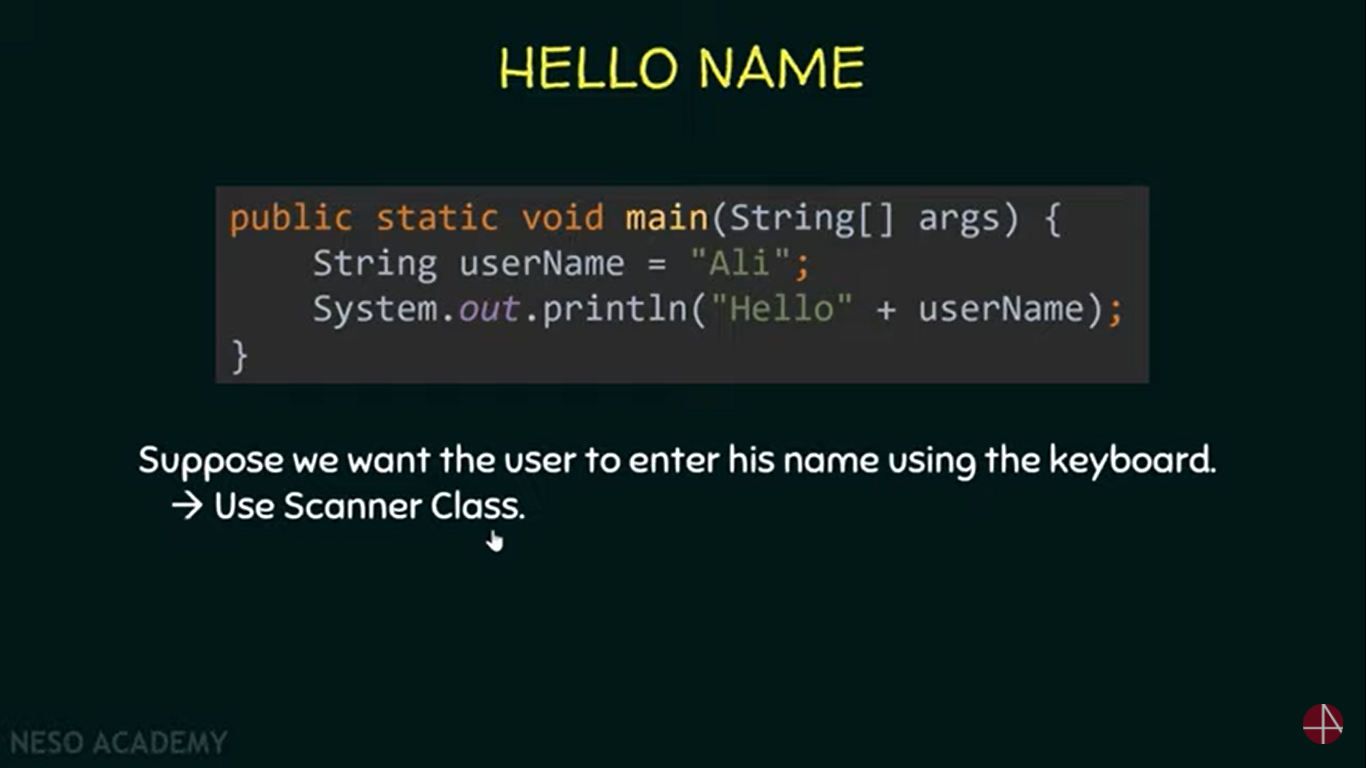 HELLO NAME
public static void main(String[] args) {
    String userName = "Ali";
    System.out.println("Hello" + userName);
}
Suppose we want the user to enter his name using the keyboard.
→ Use Scanner Class.
NESO ACADEMY